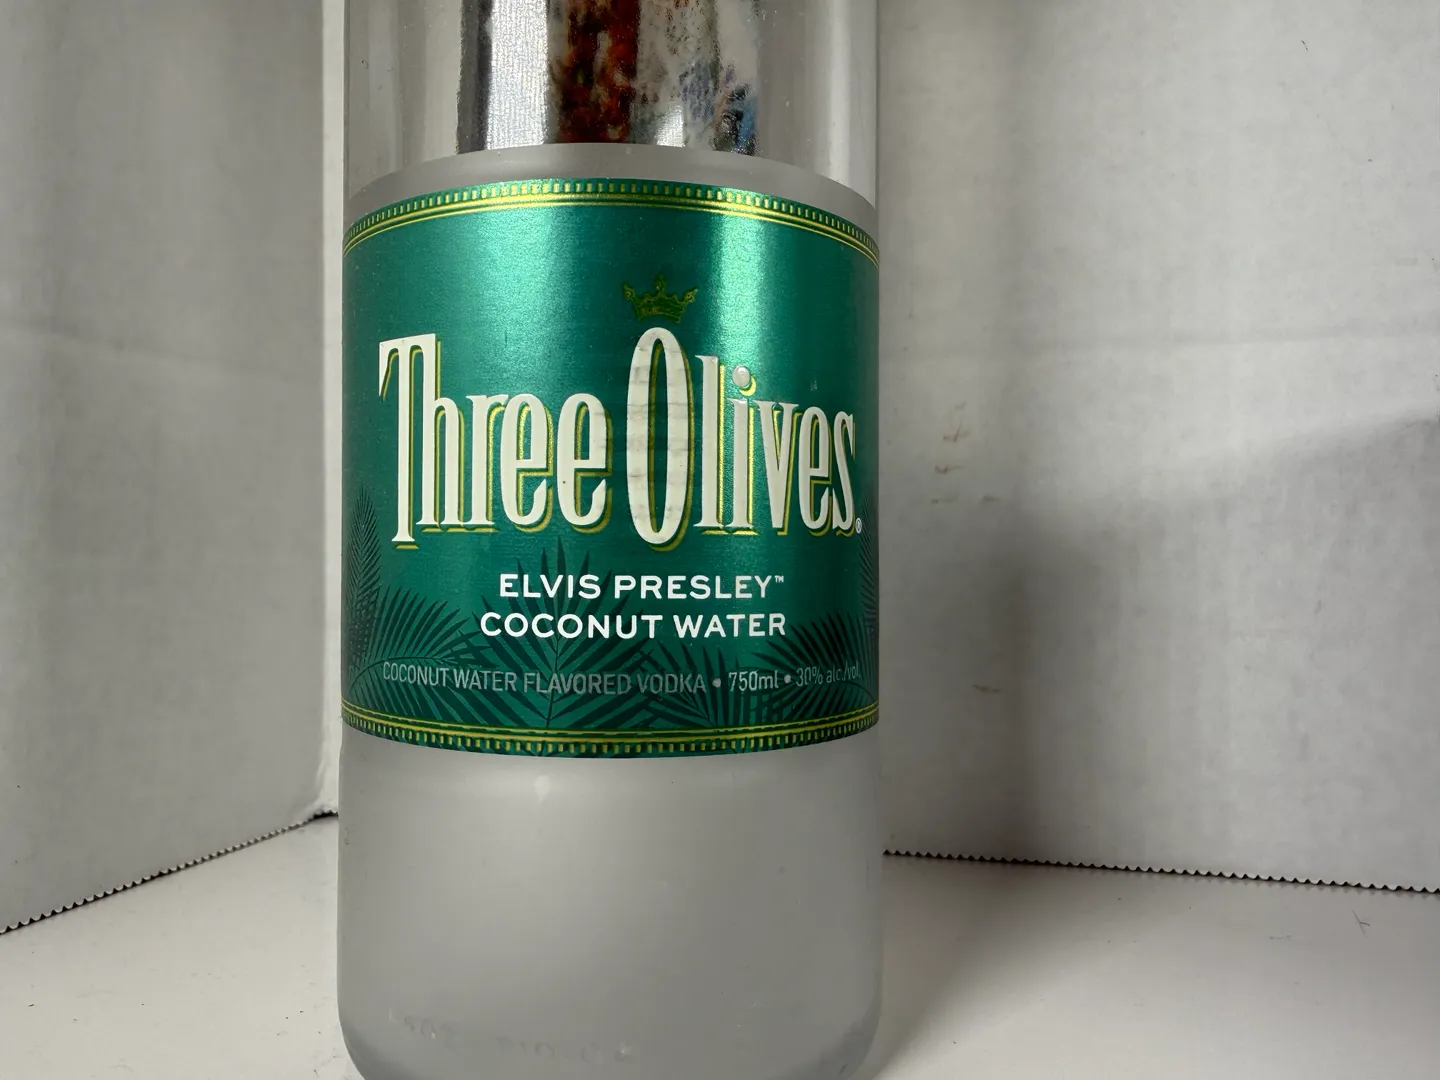 Three Olives®
ELVIS PRESLEY™
COCONUT WATER
COCONUT WATER FLAVORED VODKA • 750ml • 30% alc./vol.